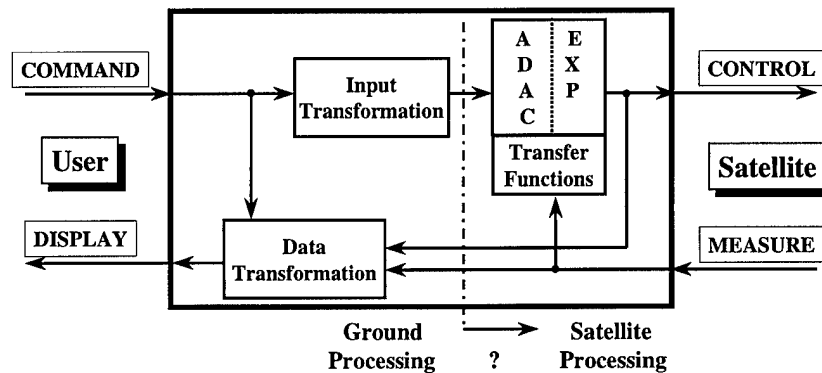 COMMAND
Input
Transformation
A E
D X
A P
C
Transfer
Functions
CONTROL
User
Satellite
DISPLAY
Data
Transformation
MEASURE
Ground Satellite
Processing ? Processing